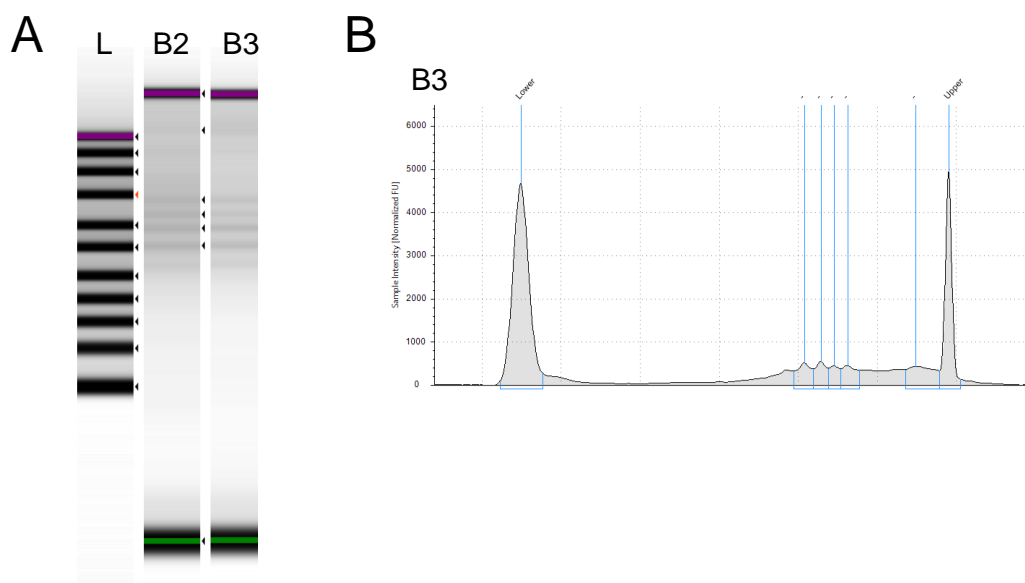 A
L
B2
B3
B
B3
Lower
Upper
Sample Intensity [Normalized FU]
6000
5000
4000
3000
2000
1000
0